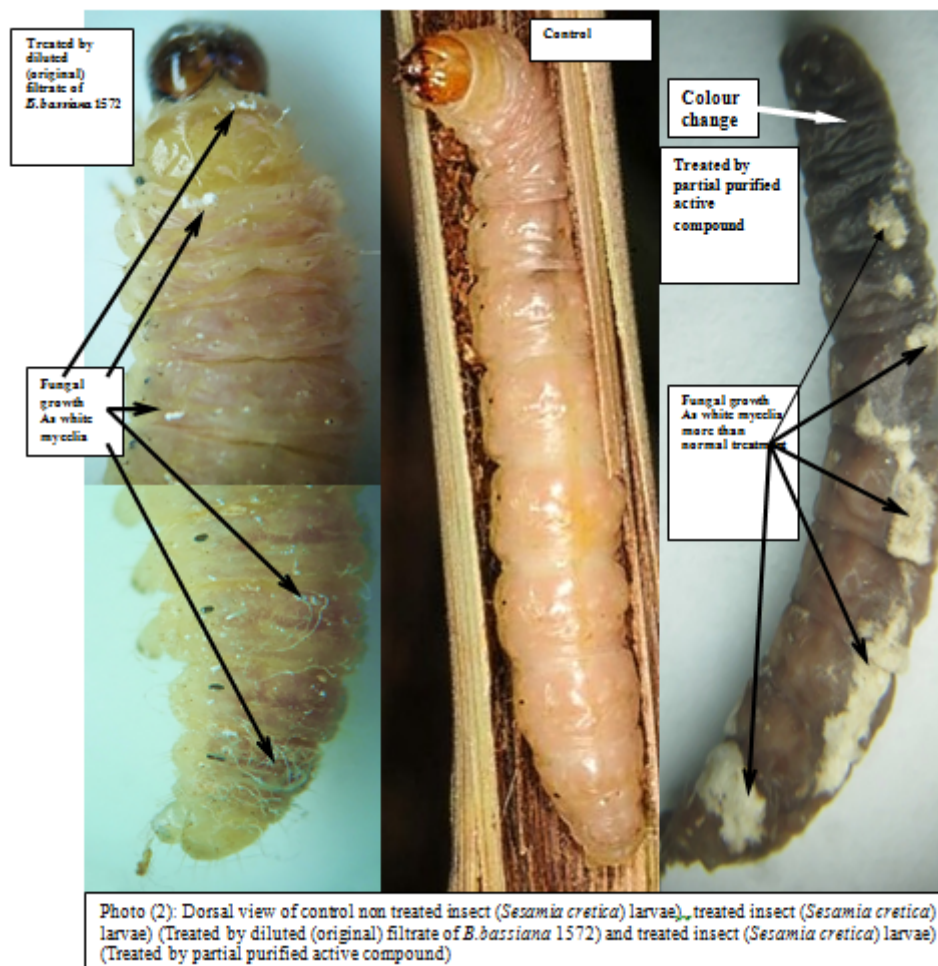 Treated by
diluted
(original)
filtrate of
B.bassiana 1572
Control
Colour
change
Treated by
partial purified
active
compound
Fungal
growth
As white
mycelia
Fungal growth
As white mycelia
more than
normal treatment
Photo (2): Dorsal view of control non treated insect (Sesamia cretica) larvae), treated insect (Sesamia cretica)
larvae) (Treated by diluted (original) filtrate of B.bassiana 1572) and treated insect (Sesamia cretica) larvae)
(Treated by partial purified active compound)